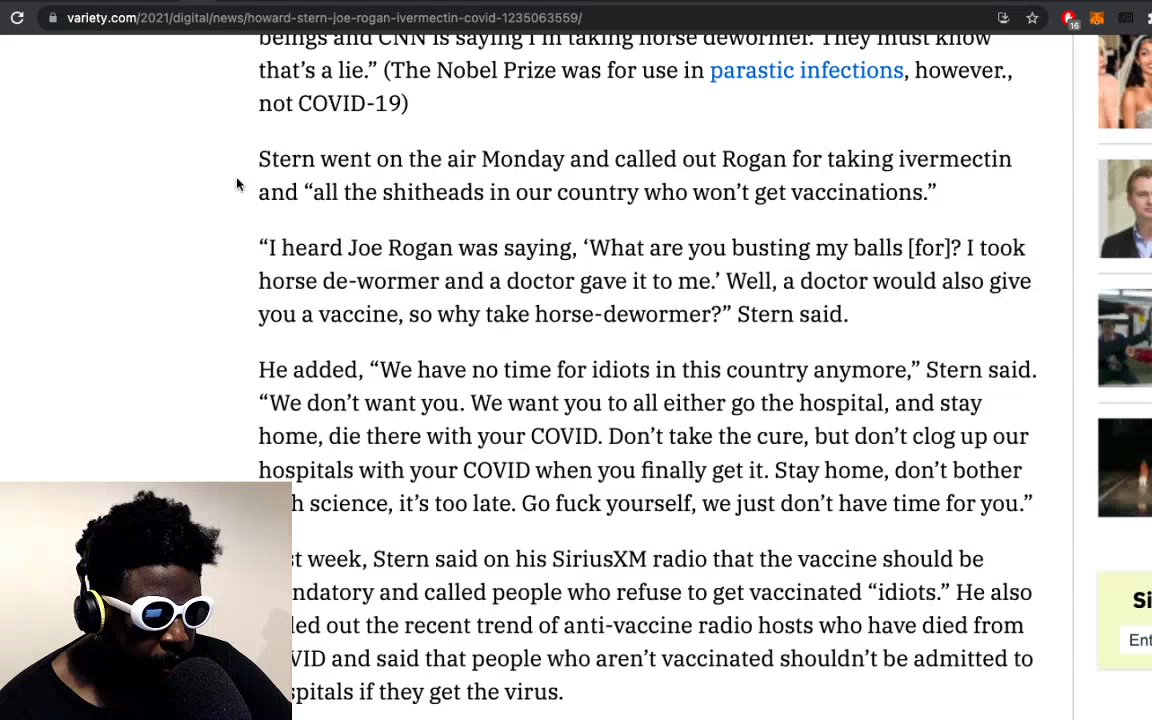 variety.com/2021/digital/news/howard-stern-joe-rogan-ivermectin-covid-1235063559/
16
beings and CNN is saying I'm taking horse dewormer. They must know
that's a lie.” (The Nobel Prize was for use in parastic infections, however.,
not COVID-19)
Stern went on the air Monday and called out Rogan for taking ivermectin
and “all the shitheads in our country who won't get vaccinations.”
“I heard Joe Rogan was saying, ‘What are you busting my balls [for]? I took
horse de-wormer and a doctor gave it to me.’ Well, a doctor would also give
you a vaccine, so why take horse-dewormer?” Stern said.
He added, “We have no time for idiots in this country anymore,” Stern said.
“We don't want you. We want you to all either go the hospital, and stay
home, die there with your COVID. Don't take the cure, but don't clog up our
hospitals with your COVID when you finally get it. Stay home, don't bother
h science, it's too late. Go fuck yourself, we just don't have time for you.”
st week, Stern said on his SiriusXM radio that the vaccine should be
ndatory and called people who refuse to get vaccinated “idiots.” He also
led out the recent trend of anti-vaccine radio hosts who have died from
VID and said that people who aren't vaccinated shouldn't be admitted to
spitals if they get the virus.
Si
Ent